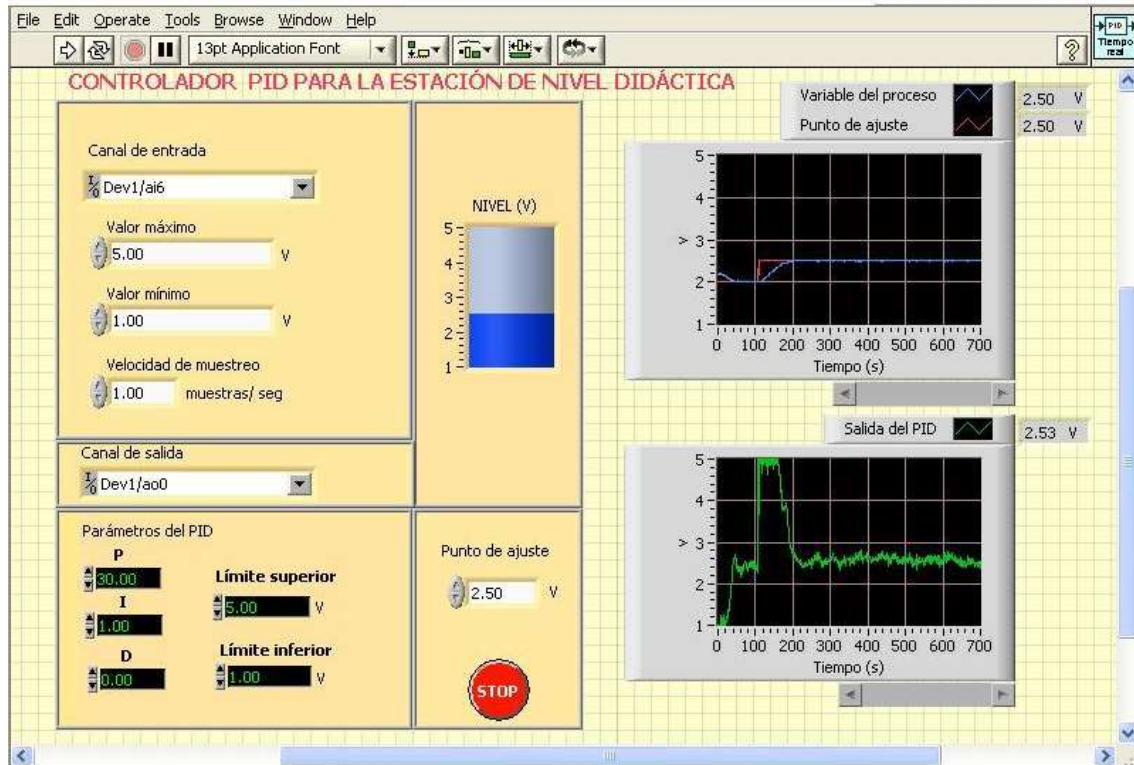 File Edit Operate Tools Browse Window Help
13pt Application Font
PID
Tiempo
real
CONTROLADOR PID PARA LA ESTACIÓN DE NIVEL DIDÁCTICA
Canal de entrada
Dev1/ai6
Valor máximo
5.00 V
Valor mínimo
1.00 V
Velocidad de muestreo
1.00 muestras/ seg
Canal de salida
Dev1/ao0
Parámetros del PID
P
30.00
I
1.00
D
0.00
Límite superior
5.00 V
Límite inferior
1.00 V
NIVEL (V)
5
4
3
2
1
Punto de ajuste
2.50 V
STOP
Variable del proceso 2.50 V
Punto de ajuste 2.50 V
5
4
3
2
1
V
0 100 200 300 400 500 600 700
Tiempo (s)
Salida del PID 2.53 V
5
4
3
2
1
V
0 100 200 300 400 500 600 700
Tiempo (s)